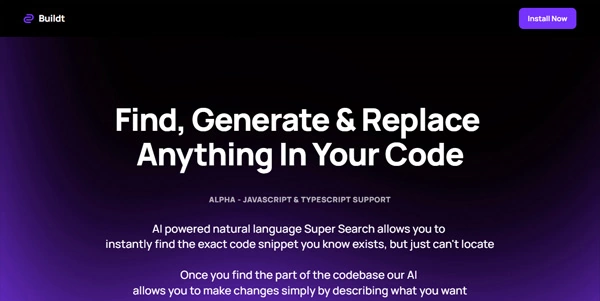 Buildt
Install Now
Find, Generate & Replace
Anything In Your Code
ALPHA - JAVASCRIPT & TYPESCRIPT SUPPORT
AI powered natural language Super Search allows you to
instantly find the exact code snippet you know exists, but just can't locate
Once you find the part of the codebase our AI
allows you to make changes simply by describing what you want